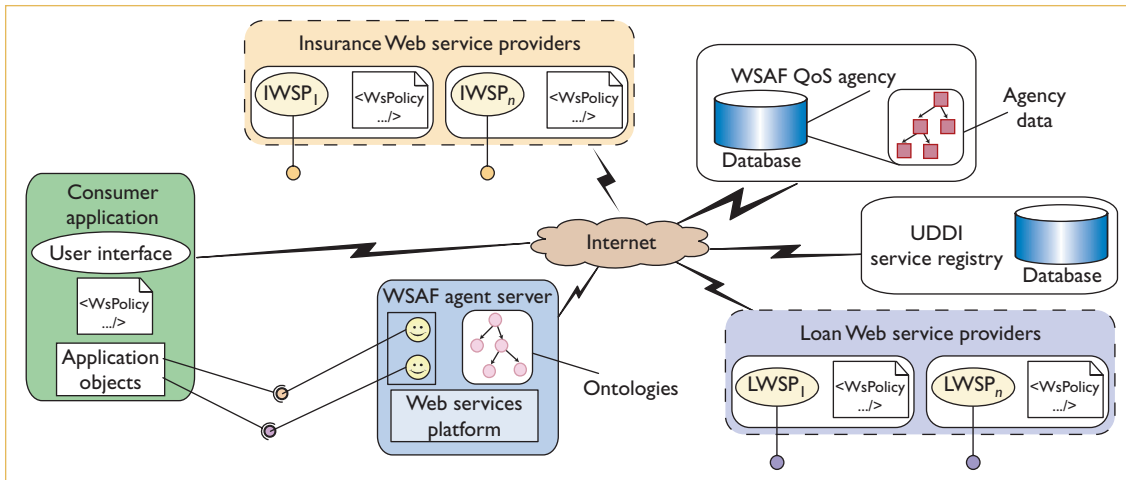 Insurance Web service providers
IWSP1
<WsPolicy
.../>
IWSPn
<WsPolicy
.../>
WSAF QoS agency
Database
Agency
data
Consumer
application
User interface
<WsPolicy
.../>
Application
objects
Internet
UDDI
service registry
Database
WSAF agent server
Ontologies
Web services
platform
Loan Web service providers
LWSP1
<WsPolicy
.../>
LWSPn
<WsPolicy
.../>